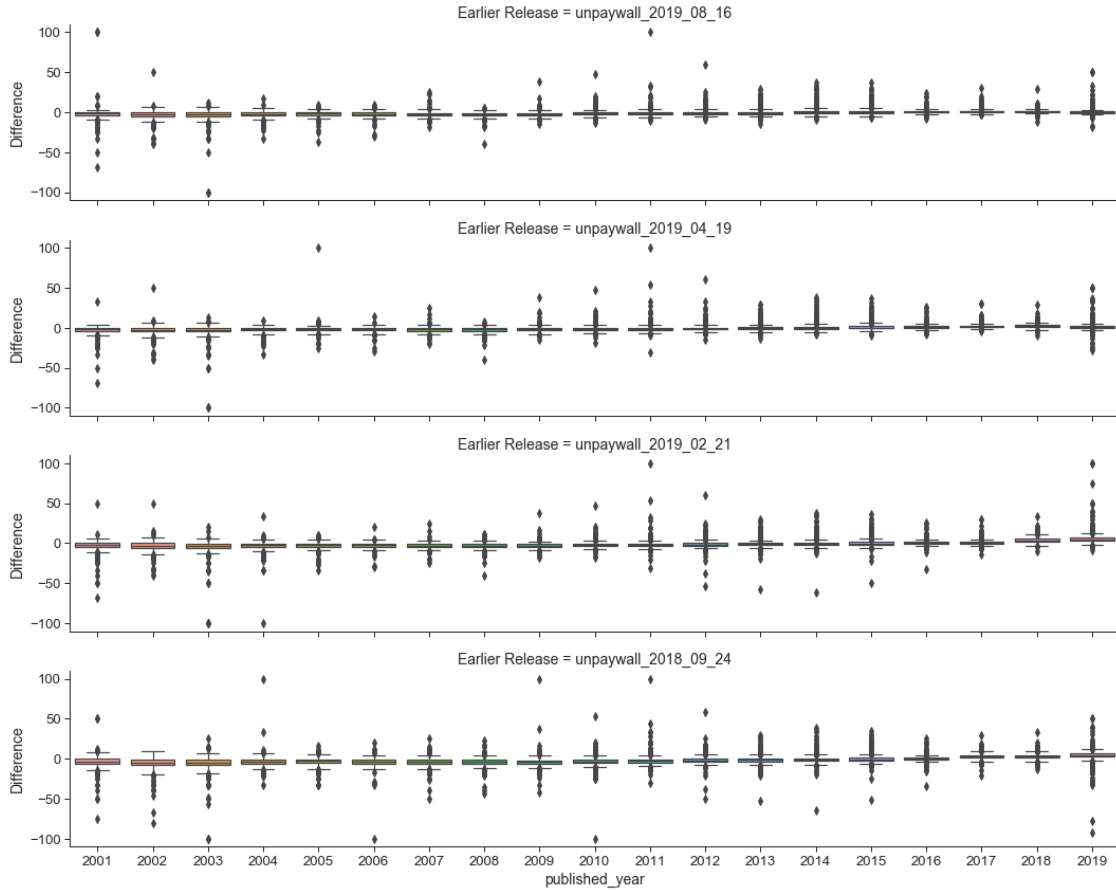 Earlier Release = unpaywall_2019_08_16
100
50
0
−50
−100
Difference
Earlier Release = unpaywall_2019_04_19
100
50
0
−50
−100
Difference
Earlier Release = unpaywall_2019_02_21
100
50
0
−50
−100
Difference
Earlier Release = unpaywall_2018_09_24
100
50
0
−50
−100
Difference
2001 2002 2003 2004 2005 2006 2007 2008 2009 2010 2011 2012 2013 2014 2015 2016 2017 2018 2019
published_year